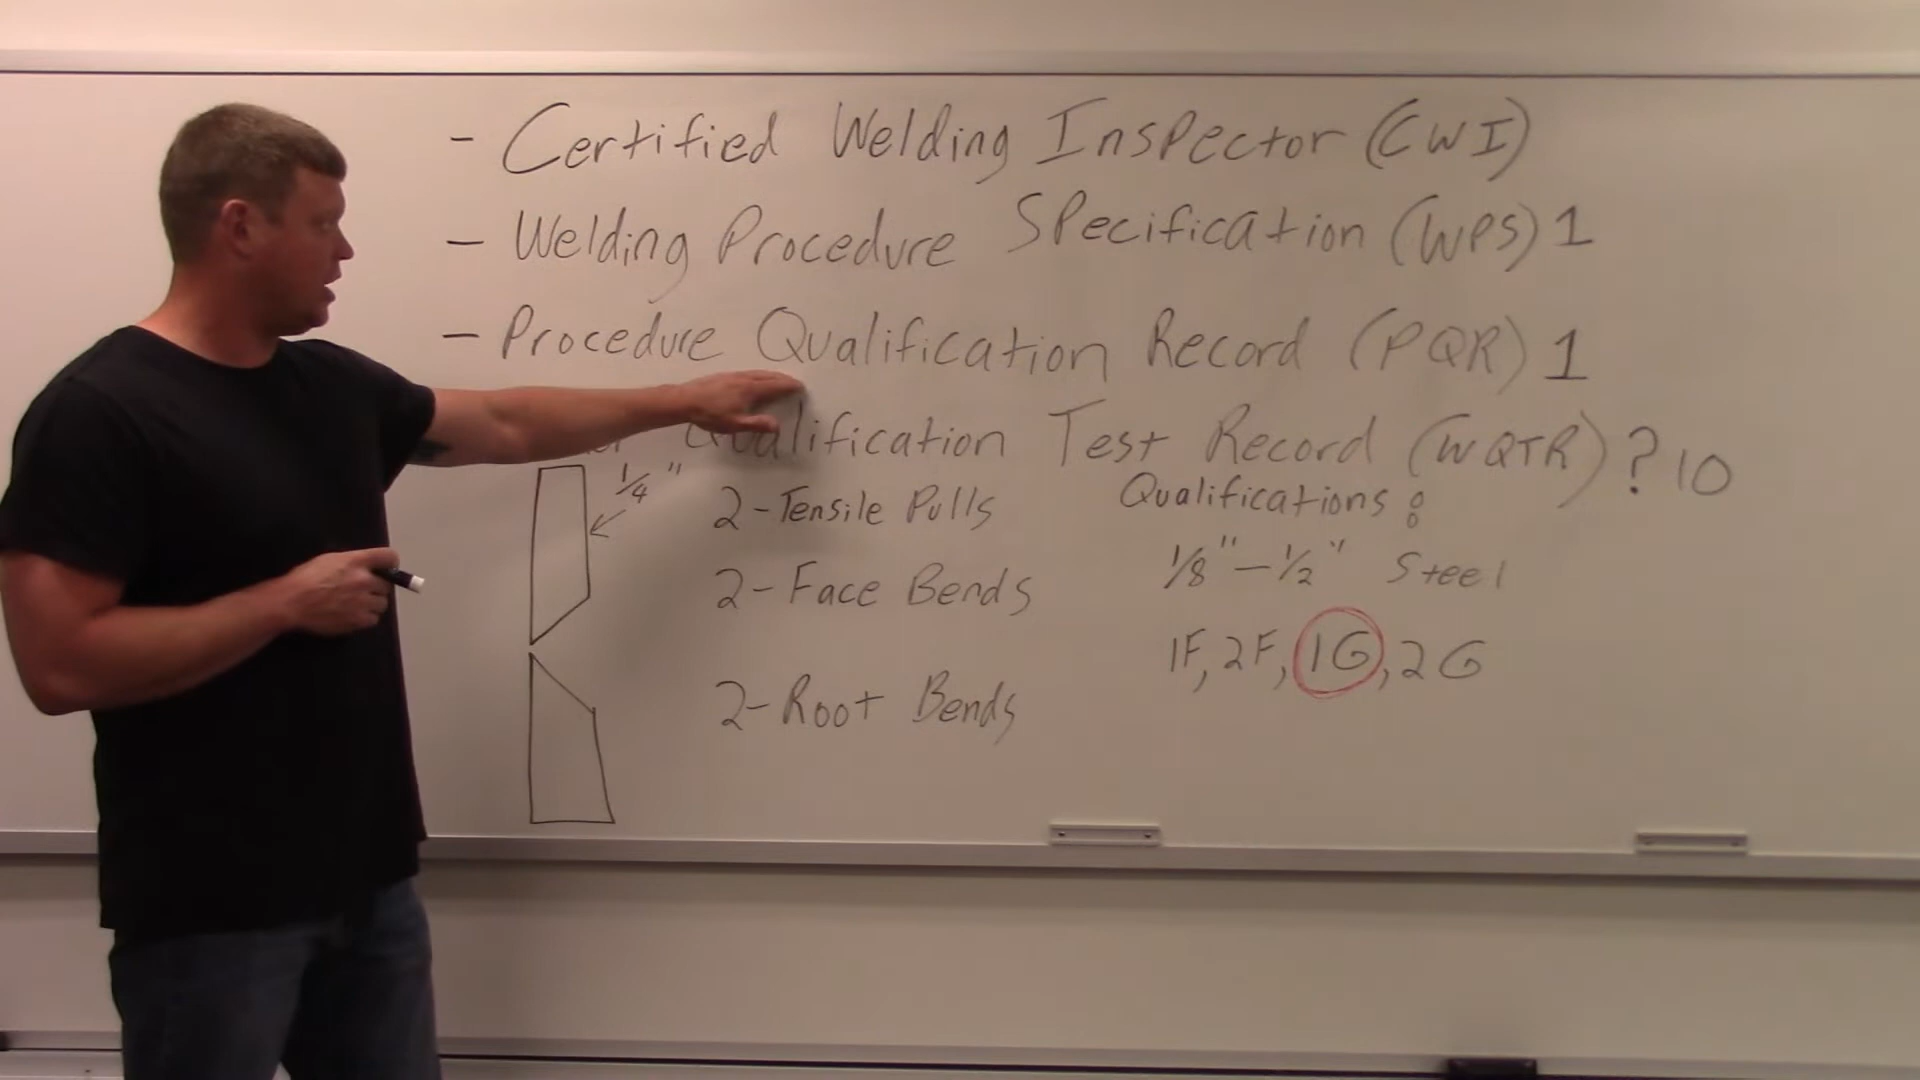 - Certified Welding Inspector (CWI)
- Welding Procedure Specification (WPS) 1
- Procedure Qualification Record (PQR) 1
Qualification Test Record (WQTR) ? 10
1/4"
2-Tensile Pulls
2-Face Bends
2-Root Bends
Qualifications:
1/8"-1/2" Steel
1F, 2F, 1G, 2G